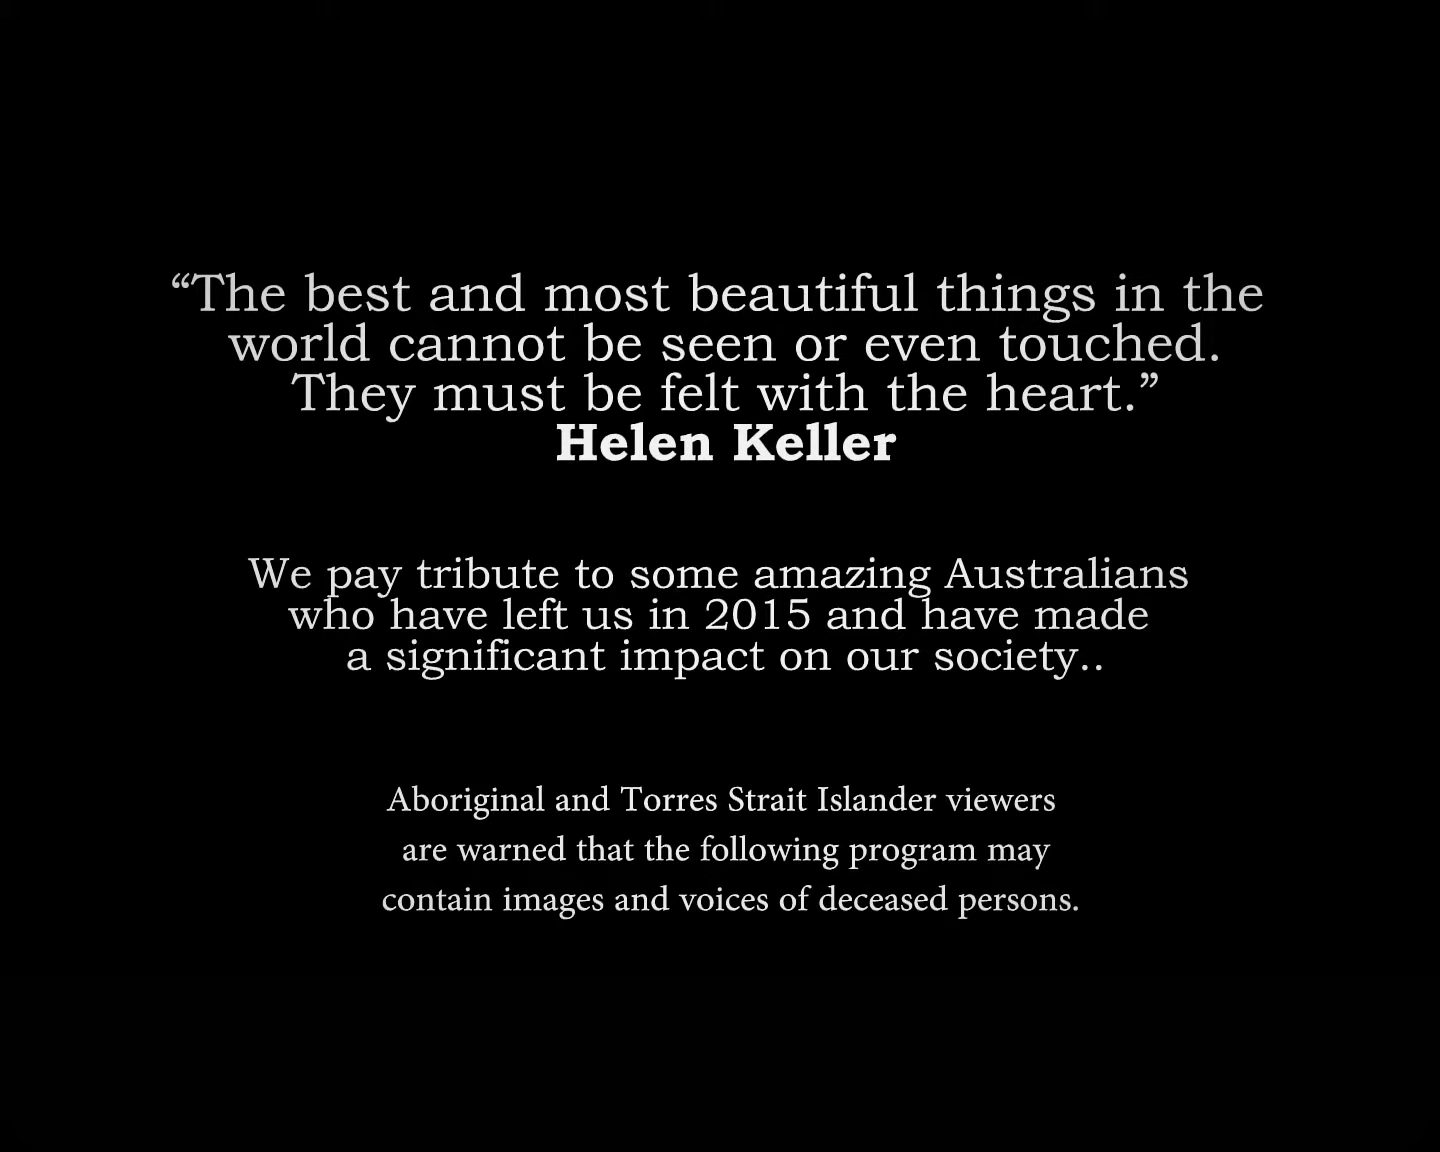 “The best and most beautiful things in the
world cannot be seen or even touched.
They must be felt with the heart.”
Helen Keller
We pay tribute to some amazing Australians
who have left us in 2015 and have made
a significant impact on our society..
Aboriginal and Torres Strait Islander viewers
are warned that the following program may
contain images and voices of deceased persons.